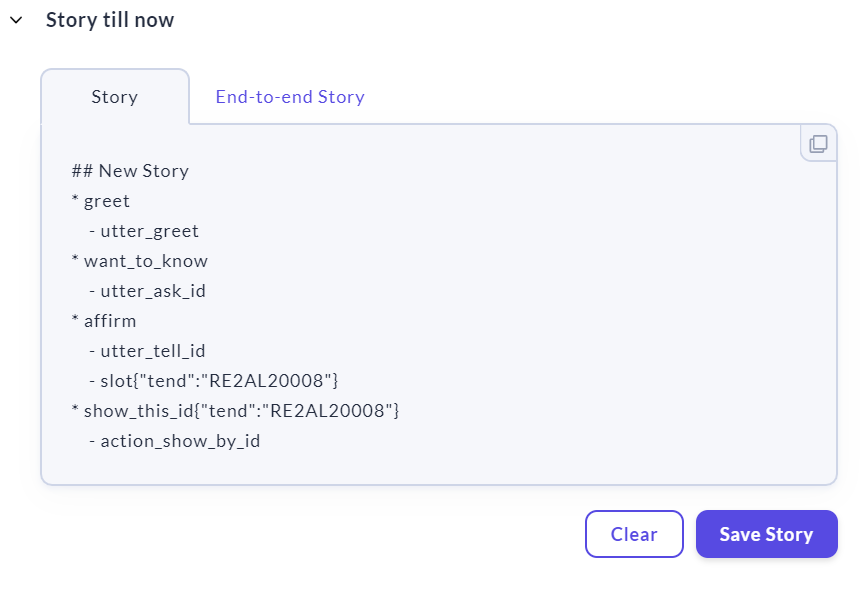 Story till now
Story
End-to-end Story
## New Story
* greet
- utter_greet
* want_to_know
- utter_ask_id
* affirm
- utter_tell_id
- slot{"tend":"RE2AL20008"}
* show_this_id{"tend":"RE2AL20008"}
- action_show_by_id
Clear
Save Story